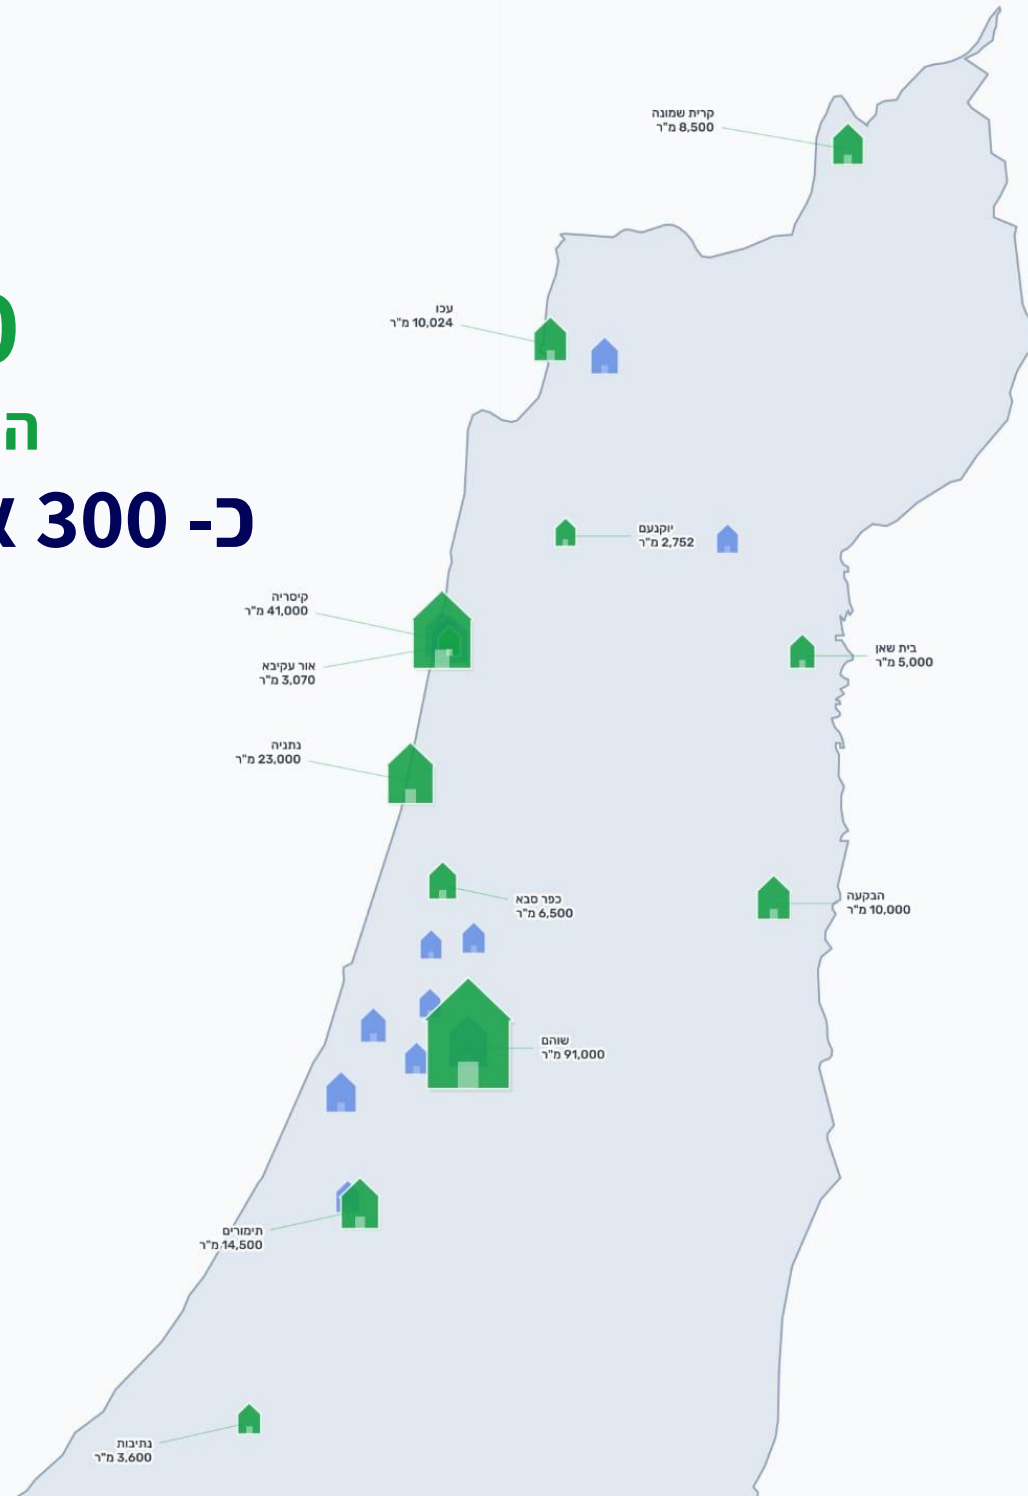 קרית שמונה
8,500 מ"ר
עכו
10,024 מ"ר
ה
כ- 300
יוקנעם
2,752 מ"ר
קיסריה
41,000 מ"ר
אור עקיבא
3,070 מ"ר
בית שאן
5,000 מ"ר
נתניה
23,000 מ"ר
כפר סבא
6,500 מ"ר
הבקעה
10,000 מ"ר
שוהם
91,000 מ"ר
תימורים
14,500 מ"ר
נתיבות
3,600 מ"ר